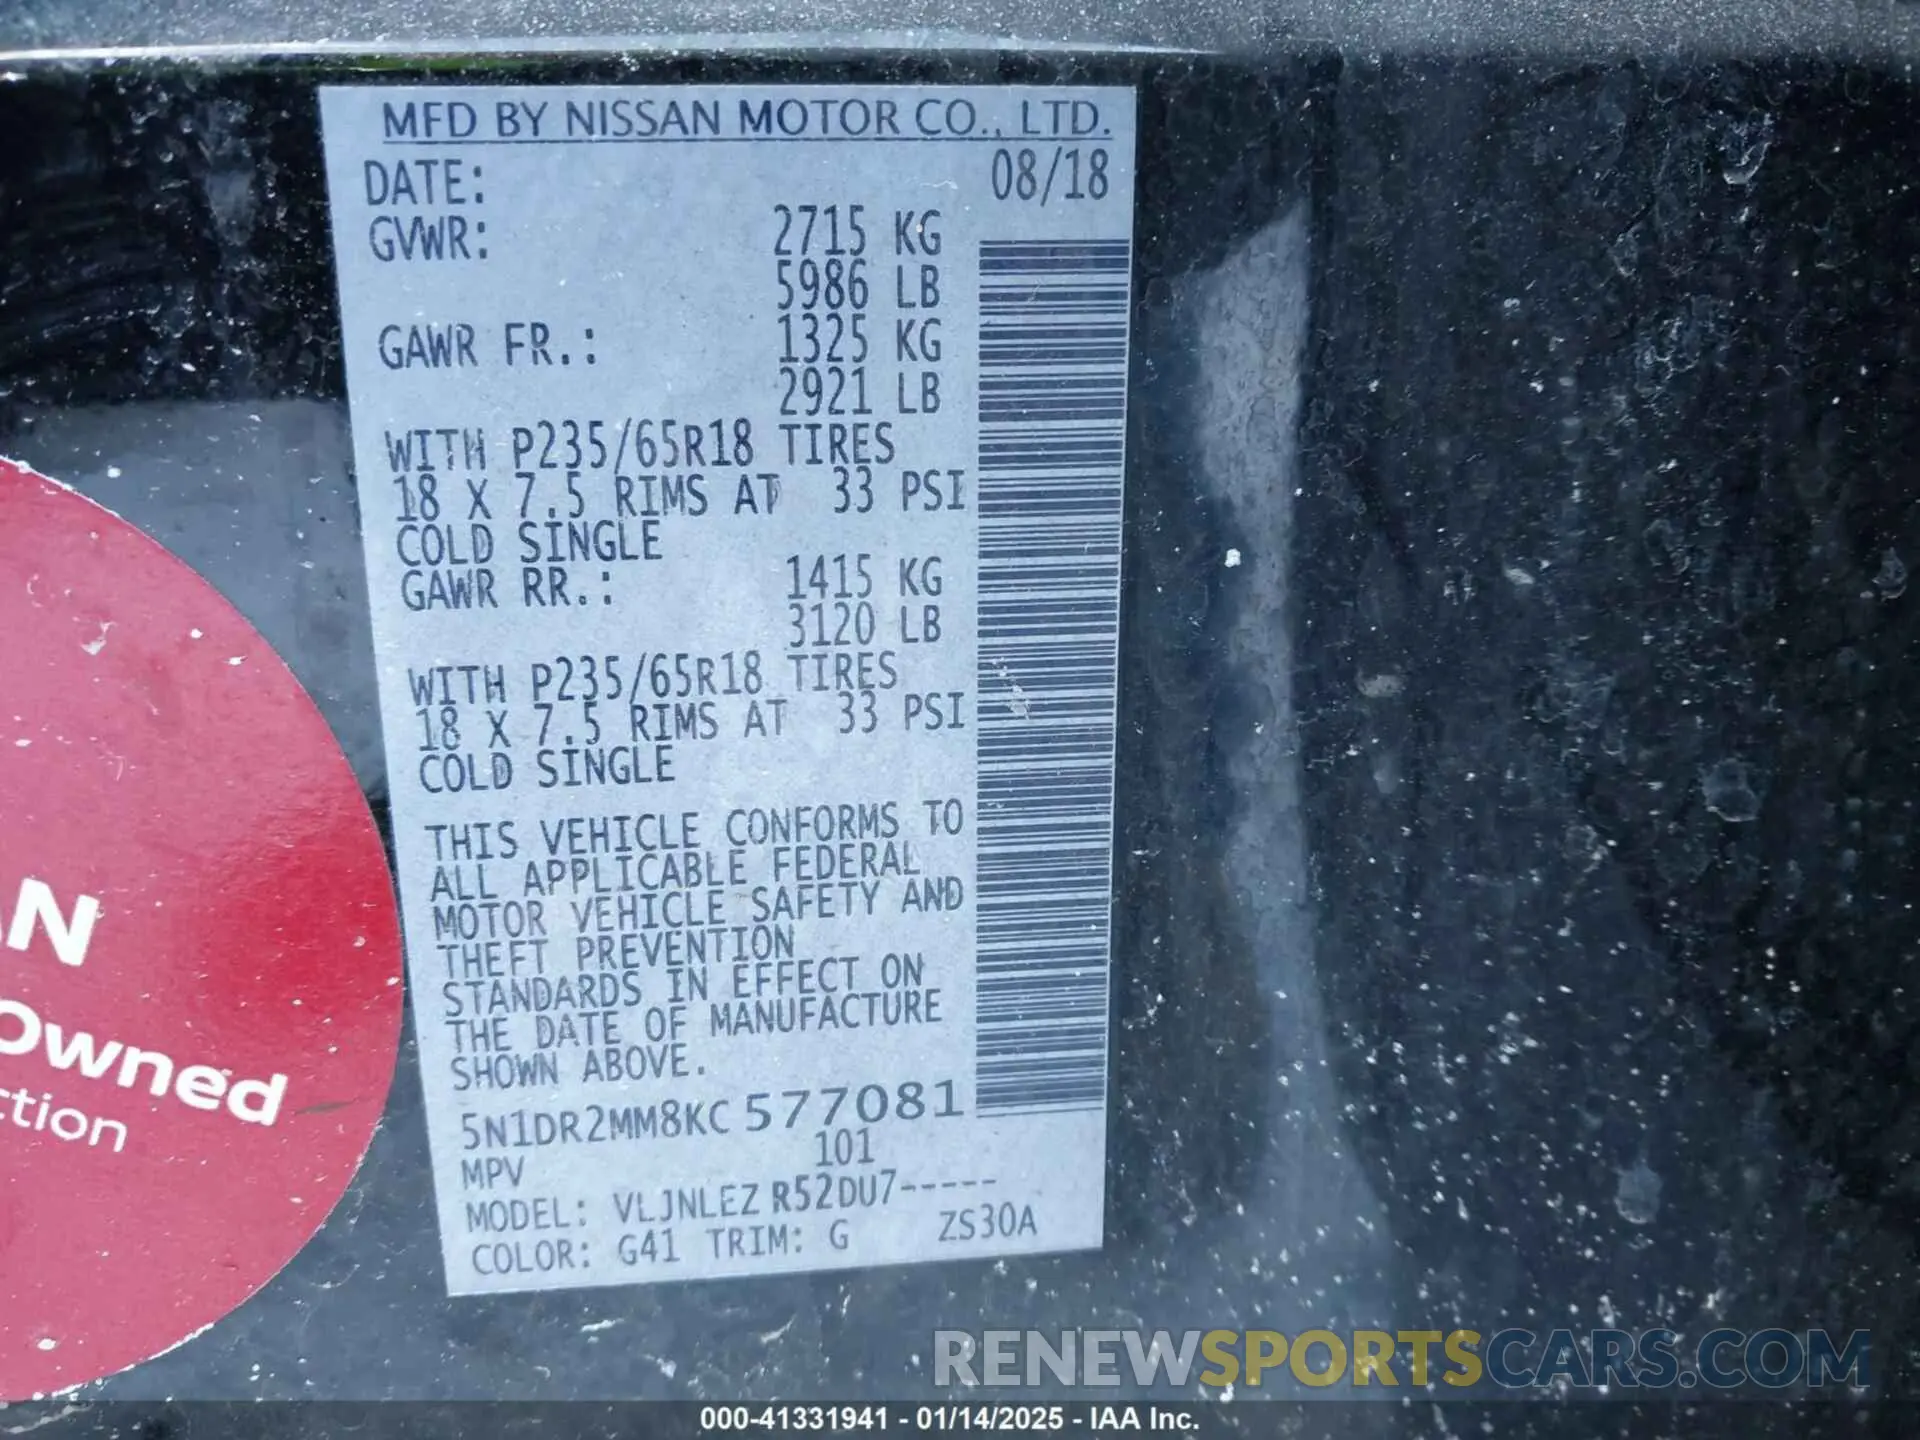 MFD BY NISSAN MOTOR CO., LTD.
DATE: 08/18
GVWR: 2715 KG
5986 LB
GAWR FR.: 1325 KG
2921 LB
WITH P235/65R18 TIRES
18 X 7.5 RIMS AT 33 PSI
COLD SINGLE
GAWR RR.: 1415 KG
3120 LB
WITH P235/65R18 TIRES
18 X 7.5 RIMS AT 33 PSI
COLD SINGLE
THIS VEHICLE CONFORMS TO
ALL APPLICABLE FEDERAL
MOTOR VEHICLE SAFETY AND
THEFT PREVENTION
STANDARDS IN EFFECT ON
THE DATE OF MANUFACTURE
SHOWN ABOVE.
5N1DR2MM8KC 577081
MPV 101
MODEL: VLJNLEZ R52DU7-----
COLOR: G41 TRIM: G ZS30A
AN
owned
ction
RENEWSPORTSCARS.COM
000-41331941 - 01/14/2025 - IAA Inc.